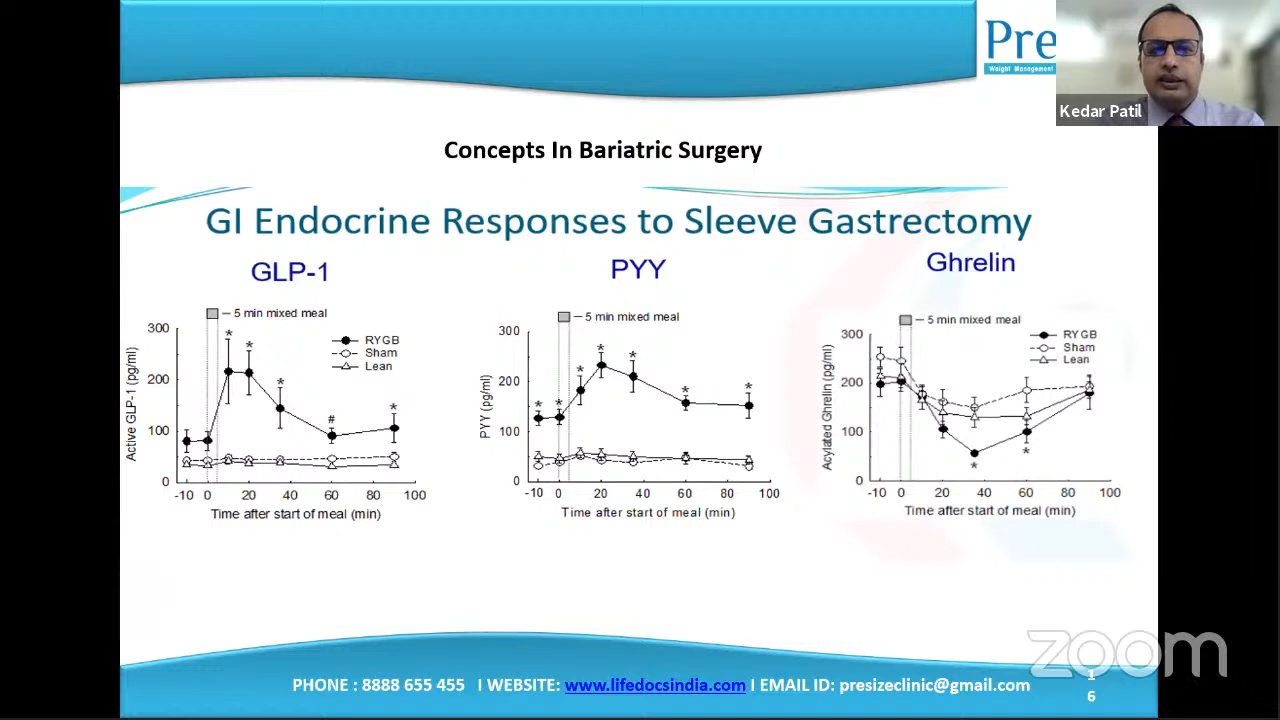 Pre
Weight Management
Kedar Patil
Concepts In Bariatric Surgery
GI Endocrine Responses to Sleeve Gastrectomy
GLP-1
5 min mixed meal
300
200
100
0
Active GLP-1 (pg/ml)
* * * # *
RYGB
Sham
Lean
-10 0 20 40 60 80 100
Time after start of meal (min)
PYY
5 min mixed meal
300
200
100
0
PYY (pg/ml)
* * * * * * *
-10 0 20 40 60 80 100
Time after start of meal (min)
Ghrelin
5 min mixed meal
300
200
100
0
Acylated Ghrelin (pg/ml)
RYGB
Sham
Lean
* *
-10 0 20 40 60 80 100
Time after start of meal (min)
zoom
PHONE : 8888 655 455 I WEBSITE: www.lifedocsindia.com I EMAIL ID: presizeclinic@gmail.com
1
6